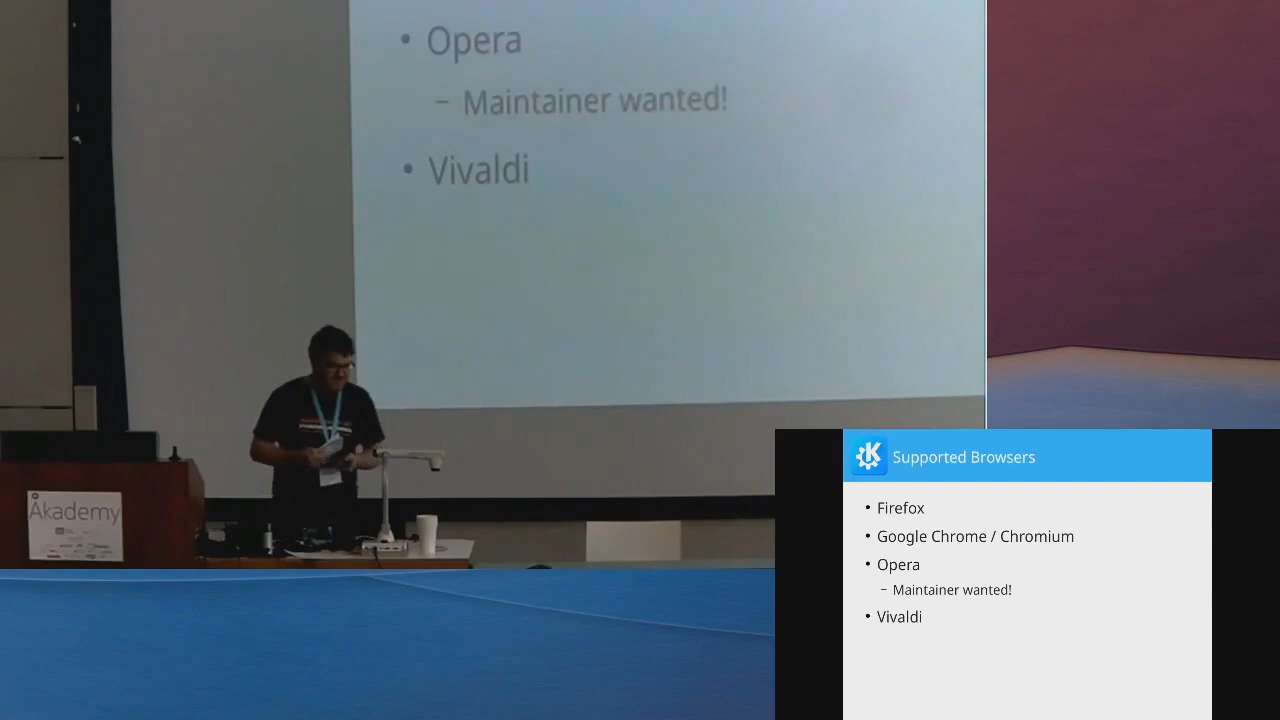 • Opera
– Maintainer wanted!
• Vivaldi
Akademy
Supported Browsers
• Firefox
• Google Chrome / Chromium
• Opera
– Maintainer wanted!
• Vivaldi